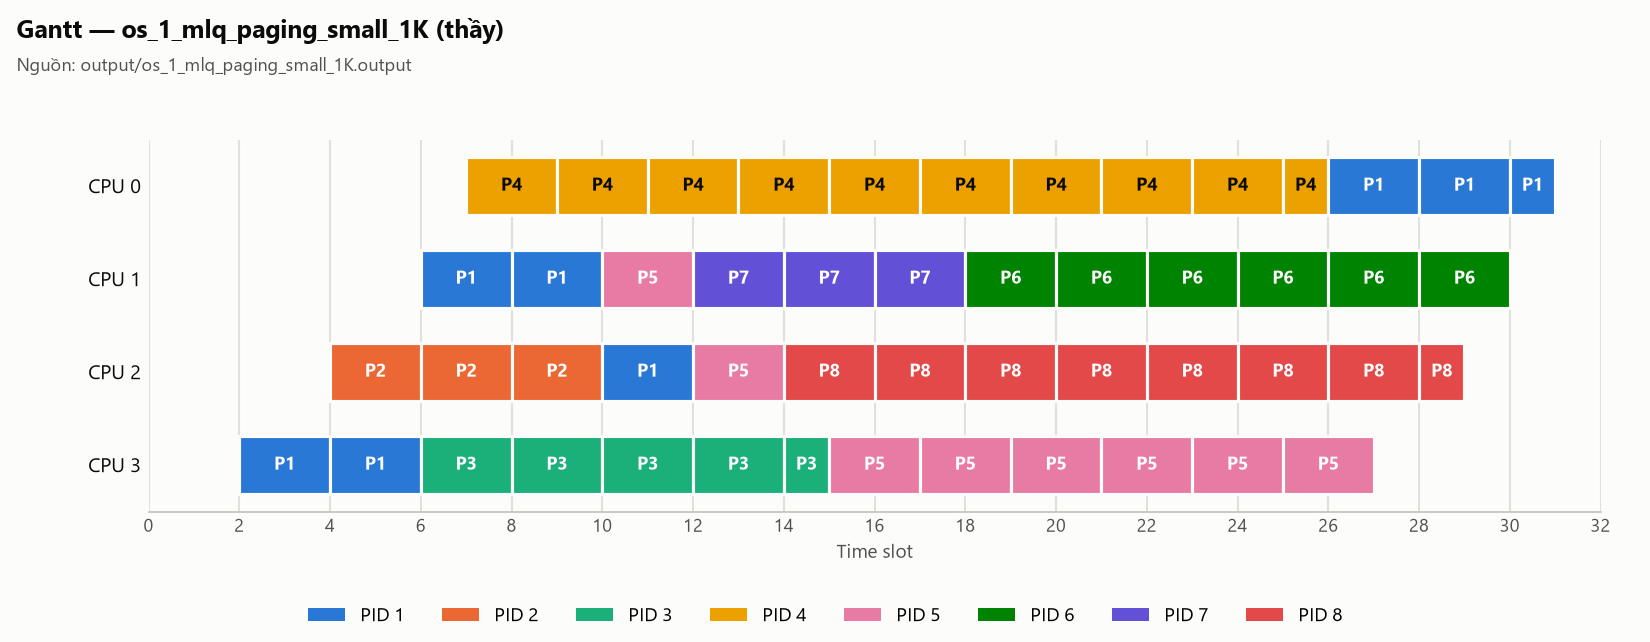 Gantt — os_1_mlq_paging_small_1K (thầy)
Nguồn: output/os_1_mlq_paging_small_1K.output
CPU 0 P4 P4 P4 P4 P4 P4 P4 P4 P4 P4 P1 P1 P1
CPU 1 P1 P1 P5 P7 P7 P7 P6 P6 P6 P6 P6 P6
CPU 2 P2 P2 P2 P1 P5 P8 P8 P8 P8 P8 P8 P8 P8
CPU 3 P1 P1 P3 P3 P3 P3 P3 P5 P5 P5 P5 P5 P5
0 2 4 6 8 10 12 14 16 18 20 22 24 26 28 30 32
Time slot
PID 1 PID 2 PID 3 PID 4 PID 5 PID 6 PID 7 PID 8